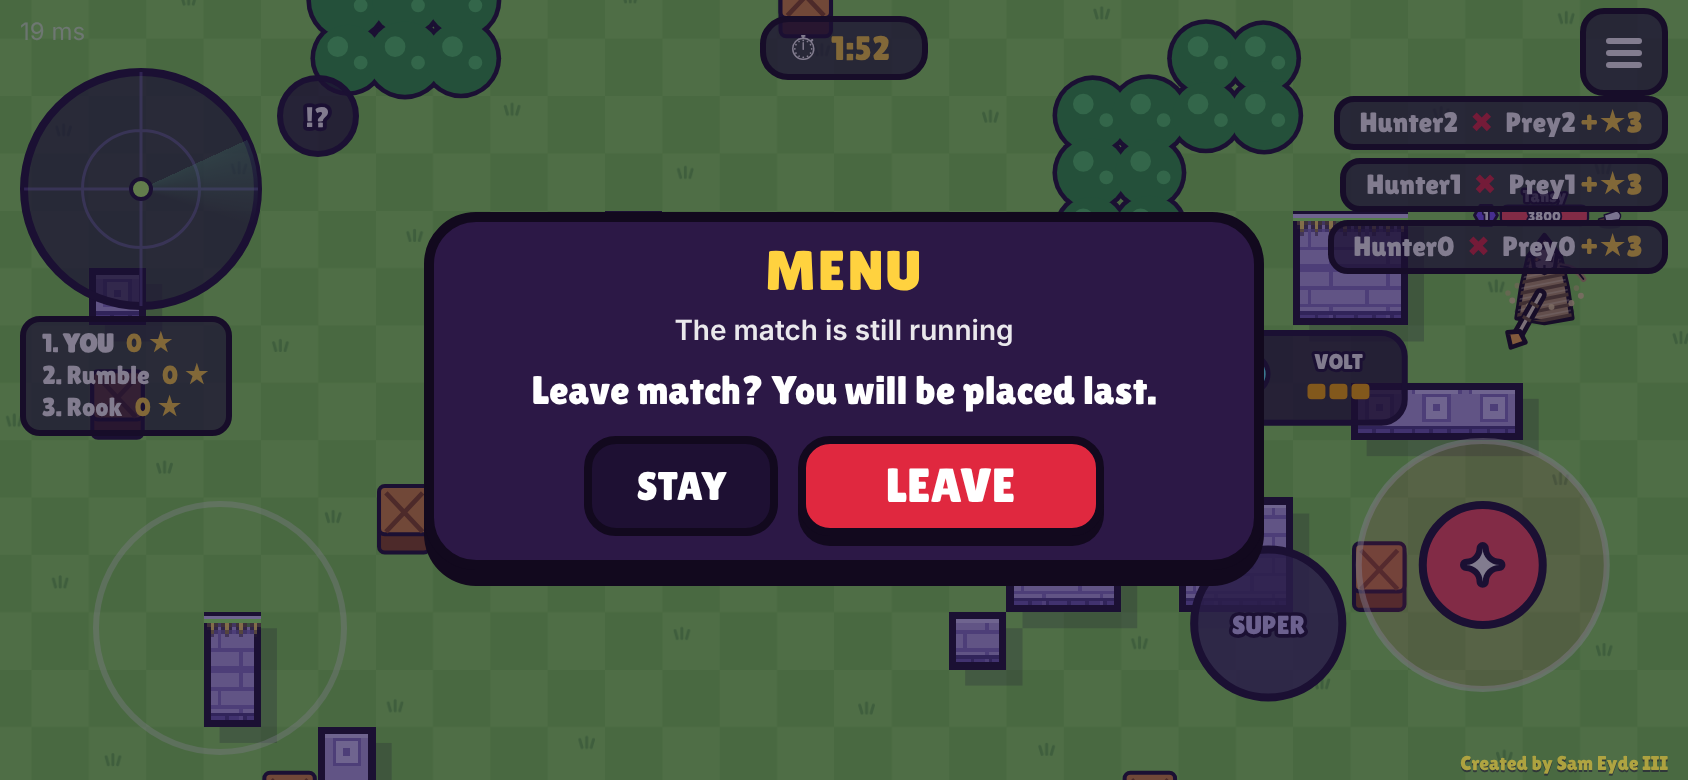 19 ms
1:52
!?
Hunter2 ✖ Prey2 +★3
Hunter1 ✖ Prey1 +★3
1 3800
Hunter0 ✖ Prey0 +★3
MENU
The match is still running
Leave match? You will be placed last.
STAY
LEAVE
1. YOU 0 ★
2. Rumble 0 ★
3. Rook 0 ★
VOLT
SUPER
Created by Sam Eyde III